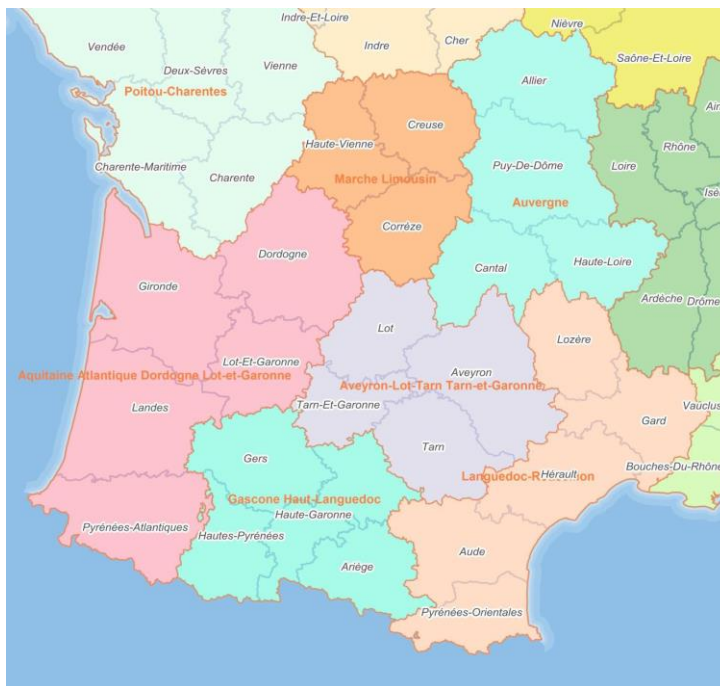 Indre-Et-Loire
Nièvre
Cher
Vendée
Indre
Saône-Et-Loire
Deux-Sèvres
Vienne
Allier
Poitou-Charentes
Creuse
Haute-Vienne
Rhône
Charente-Maritime
Puy-De-Dôme
Loire
Charente
Marche Limousin
Auvergne
Corrèze
Dordogne
Haute-Loire
Cantal
Gironde
Ardèche
Drôme
Lot
Lozère
Lot-Et-Garonne
Aveyron
Aquitaine Atlantique Dordogne Lot-et-Garonne
Aveyron-Lot-Tarn Tarn-et-Garonne
Tarn-Et-Garonne
Landes
Vauclus
Gard
Tarn
Gers
Bouches-Du-Rhône
Hérault
Gascone Haut-Languedoc
Haute-Garonne
Pyrénées-Atlantiques
Hautes-Pyrénées
Aude
Ariège
Pyrénées-Orientales